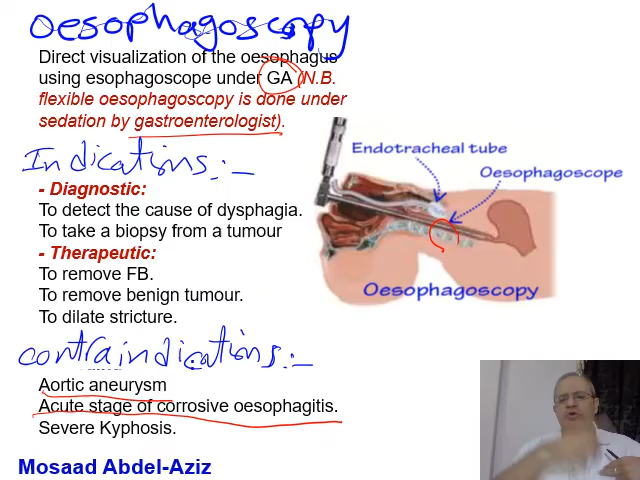 Oesophagoscopy
Direct visualization of the oesophagus
using esophagoscope under GA (N.B.
flexible oesophagoscopy is done under
sedation by gastroenterologist).
Indications:-
- Diagnostic:
To detect the cause of dysphagia.
To take a biopsy from a tumour
- Therapeutic:
To remove FB.
To remove benign tumour.
To dilate stricture.
Contraindications:-
Aortic aneurysm
Acute stage of corrosive oesophagitis.
Severe Kyphosis.
Mosaad Abdel-Aziz
Endotracheal tube
Oesophagoscope
Oesophagoscopy